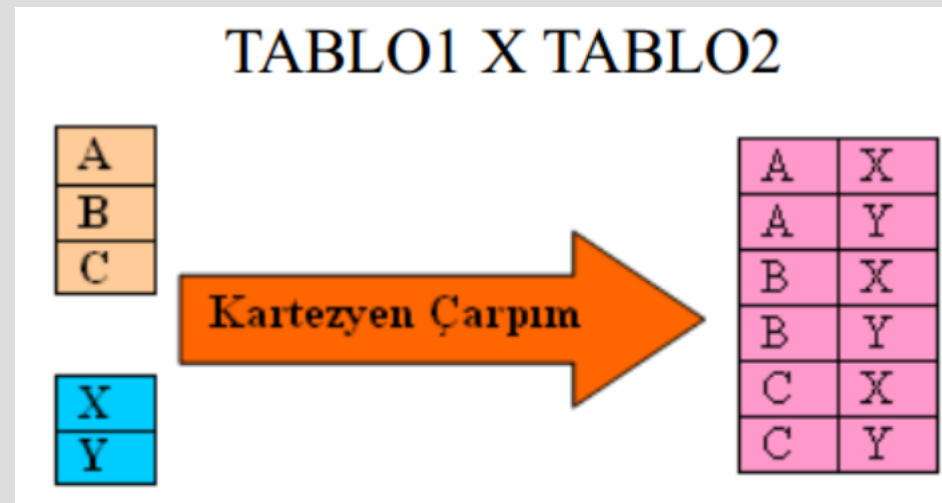 TABLO1 X TABLO2
A
B
C
X
Y
Kartezyen Çarpım
A X
A Y
B X
B Y
C X
C Y